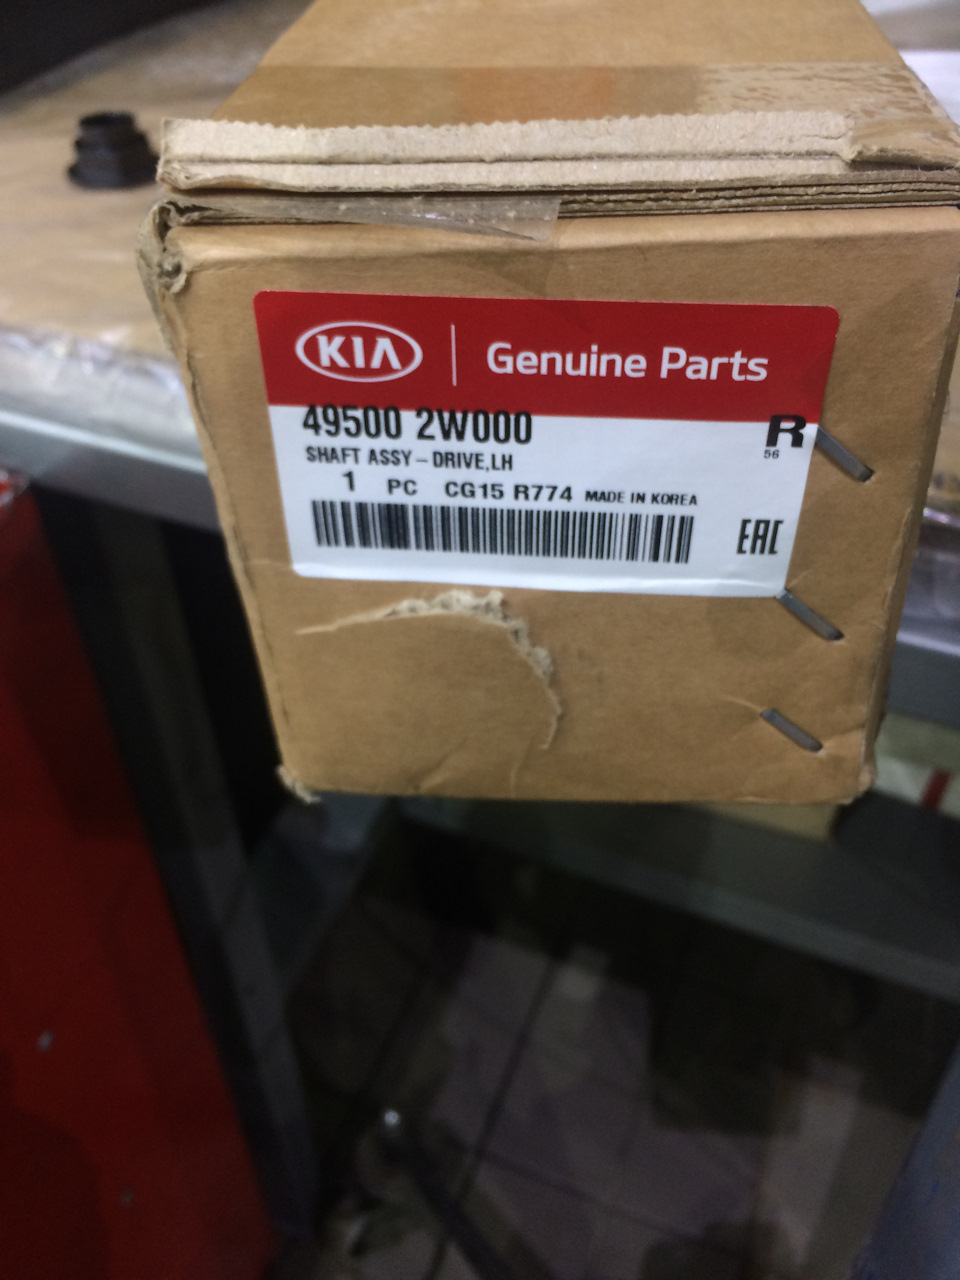 KIA Genuine Parts
49500 2W000
R
56
SHAFT ASSY-DRIVE,LH
1 PC CG15 R774 MADE IN KOREA
EAC